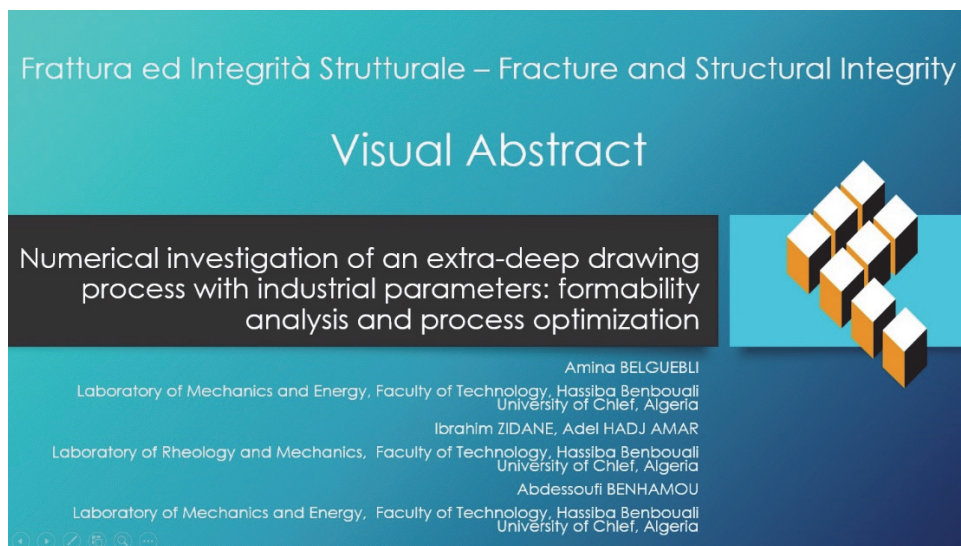 Frattura ed Integrità Strutturale – Fracture and Structural Integrity
Visual Abstract
Numerical investigation of an extra-deep drawing
process with industrial parameters: formability
analysis and process optimization
Amina BELGUEBLI
Laboratory of Mechanics and Energy, Faculty of Technology, Hassiba Benbouali
University of Chlef, Algeria
Ibrahim ZIDANE, Adel HADJ AMAR
Laboratory of Rheology and Mechanics, Faculty of Technology, Hassiba Benbouali
University of Chlef, Algeria
Abdessoufi BENHAMOU
Laboratory of Mechanics and Energy, Faculty of Technology, Hassiba Benbouali
University of Chlef, Algeria